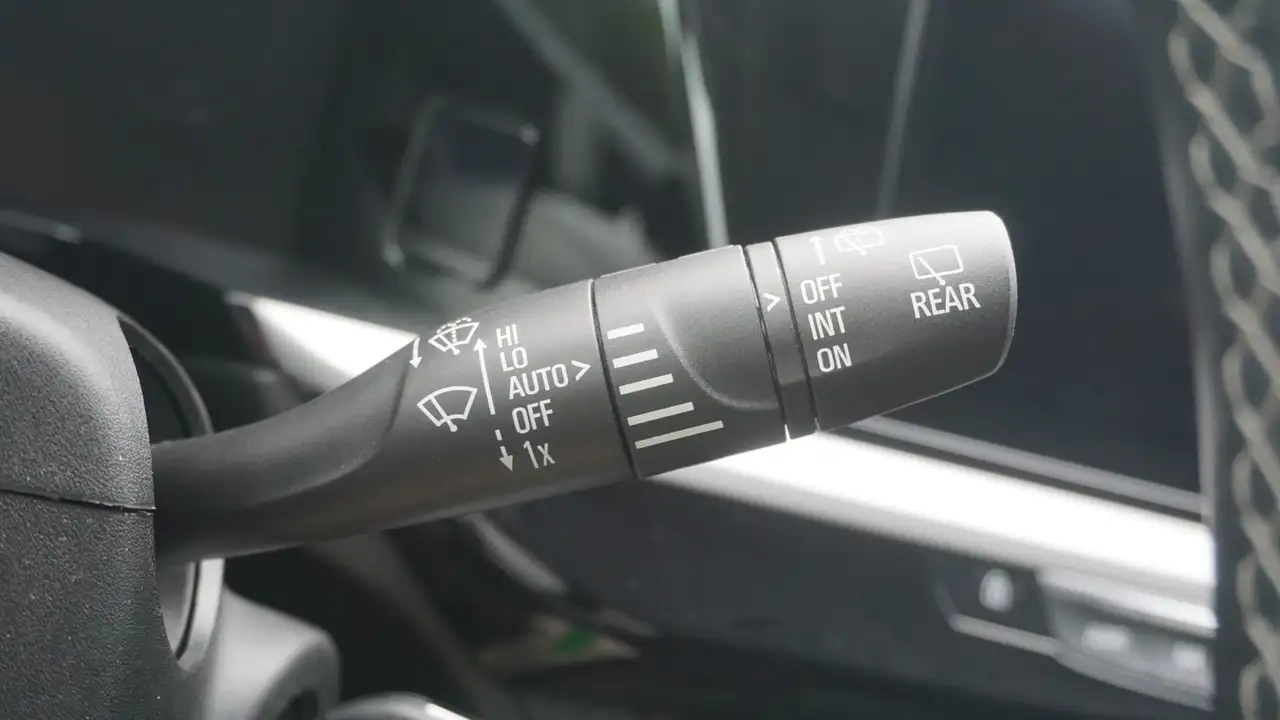 HI
LO
AUTO >
OFF
1x
>
OFF
INT
ON
REAR